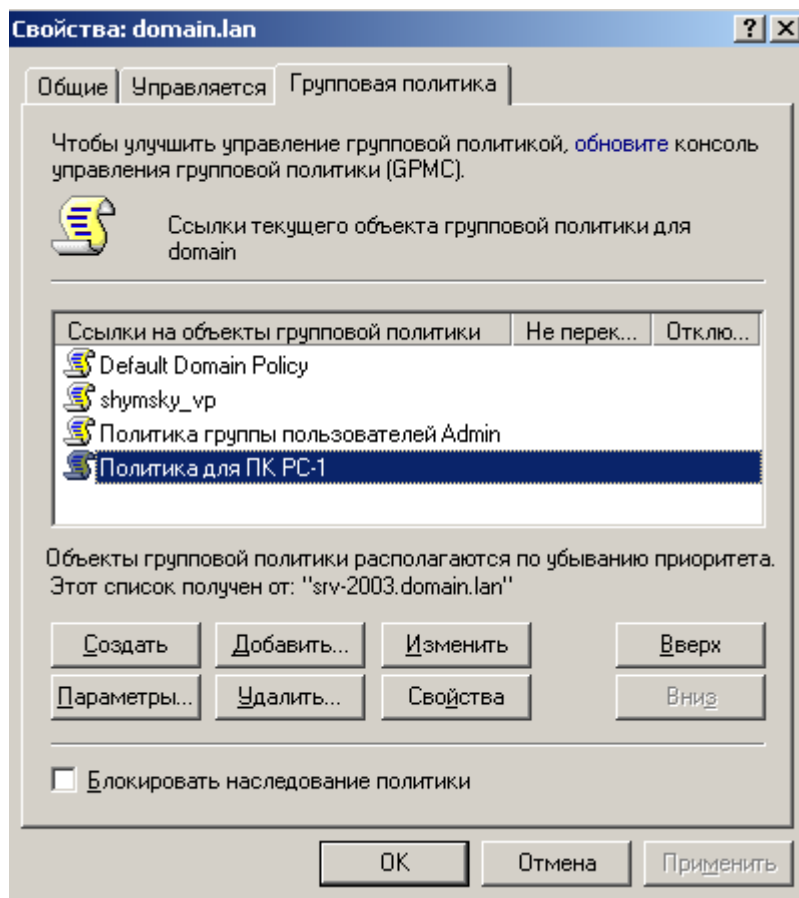 Свойства: domain.lan
Общие Управляется Групповая политика
Чтобы улучшить управление групповой политикой, обновите консоль
управления групповой политики (GPMC).
Ссылки текущего объекта групповой политики для
domain
Ссылки на объекты групповой политики Не перек... Отклю...
Default Domain Policy
shymsky_vp
Политика группы пользователей Admin
Политика для ПК PC-1
Объекты групповой политики располагаются по убыванию приоритета.
Этот список получен от: "srv-2003.domain.lan"
Создать Добавить... Изменить Вверх
Параметры... Удалить... Свойства Вниз
Блокировать наследование политики
OK Отмена Применить